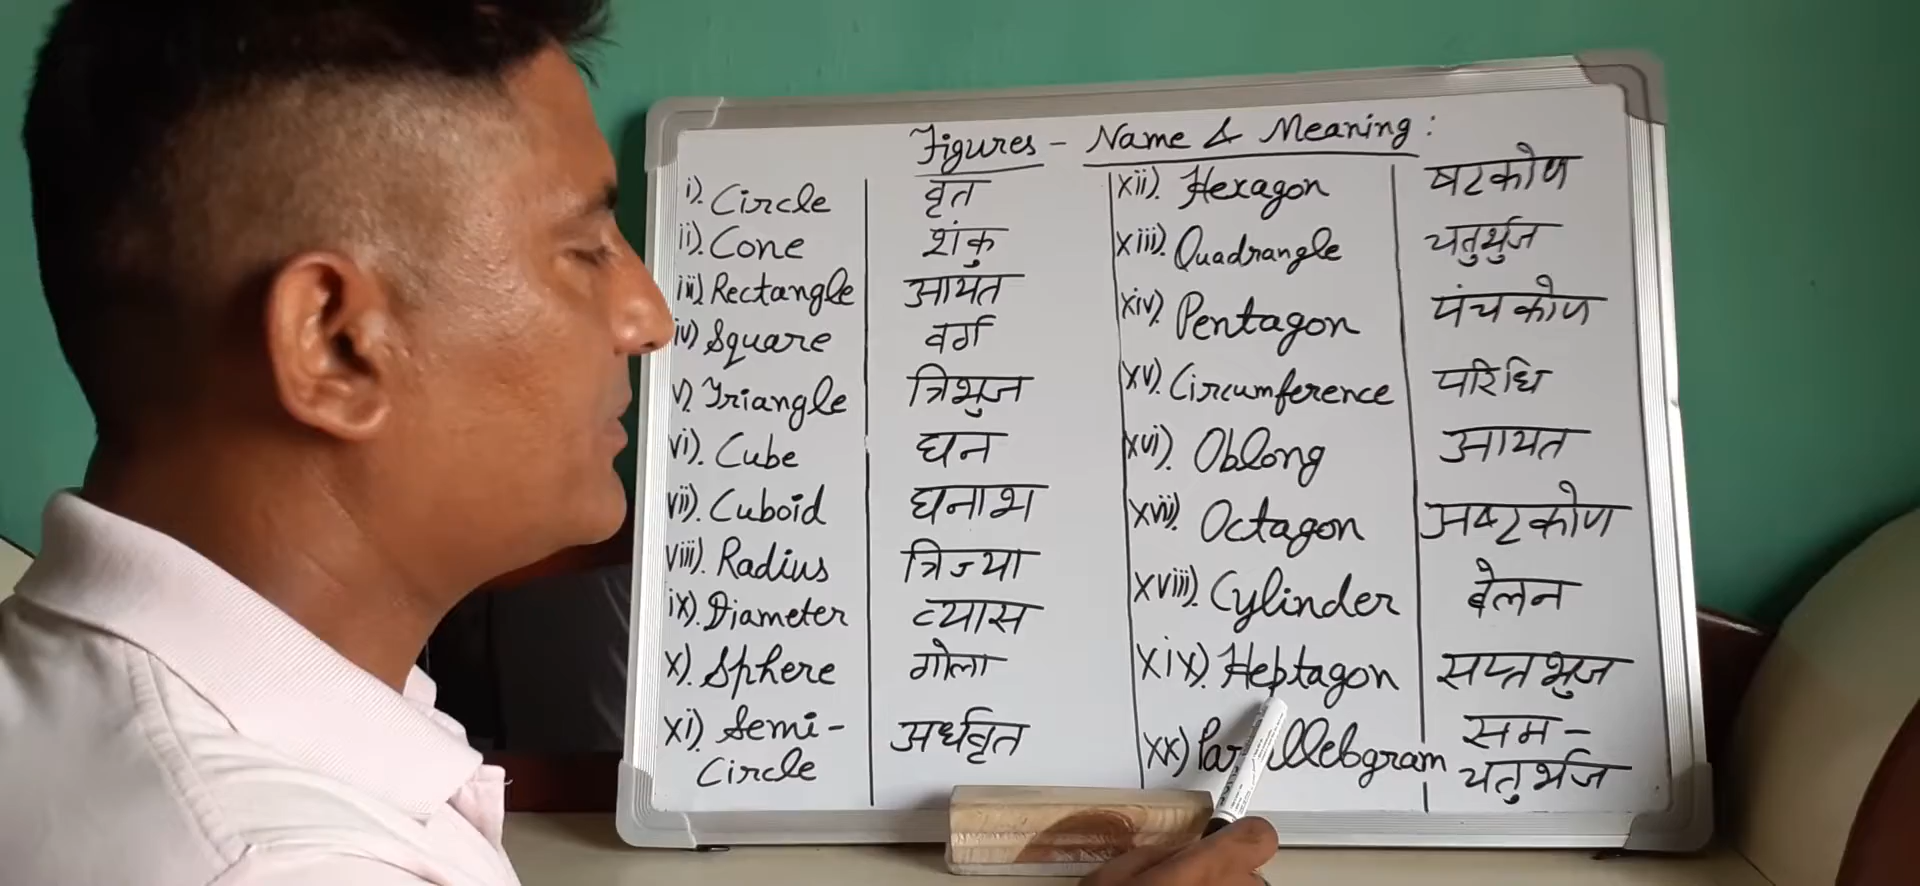 Figures - Name & Meaning:
i). Circle वृत
ii). Cone शंकु
iii) Rectangle आयत
iv) Square वर्ग
v) Triangle त्रिभुज
vi). Cube घन
vii). Cuboid घनाभ
viii). Radius त्रिज्या
ix). Diameter व्यास
x). Sphere गोला
xi) Semi- अर्धवृत
Circle
xii). Hexagon षटकोण
xiii). Quadrangle चतुर्भुज
xiv). Pentagon पंचकोण
xv). Circumference परिधि
xvi). Oblong आयत
xvii). Octagon अष्टकोण
xviii). Cylinder बेलन
xix). Heptagon सप्तभुज
xx) सम-
चतुर्भुज